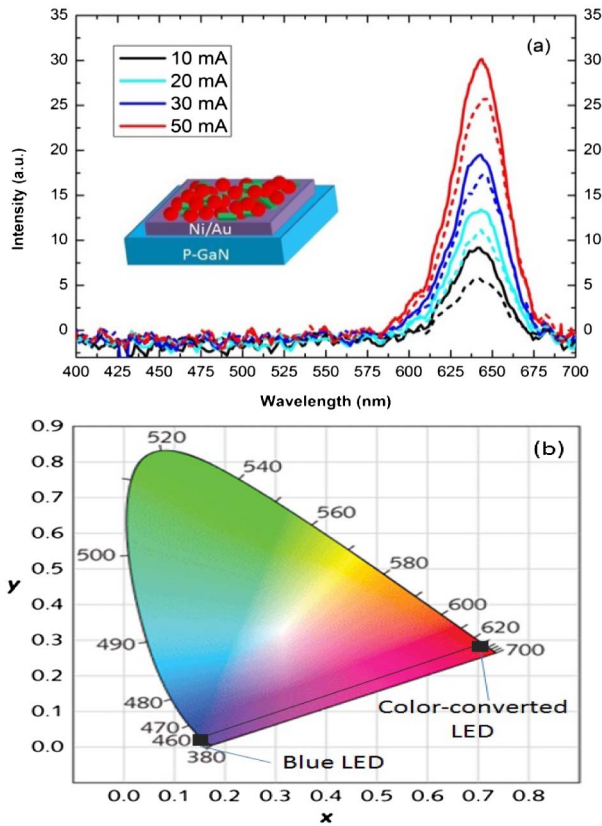 35
30
25
20
15
10
5
0
35
30
25
20
15
10
5
0
(a)
10 mA
20 mA
30 mA
50 mA
Ni/Au
P-GaN
Intensity (a.u.)
400 425 450 475 500 525 550 575 600 625 650 675 700
Wavelength (nm)
(b)
0.9
0.8
0.7
0.6
0.5
0.4
0.3
0.2
0.1
0.0
y
520
540
560
500
580
600
620
490
700
480
470
460
380
Color-converted
LED
Blue LED
0.0 0.1 0.2 0.3 0.4 0.5 0.6 0.7 0.8
x